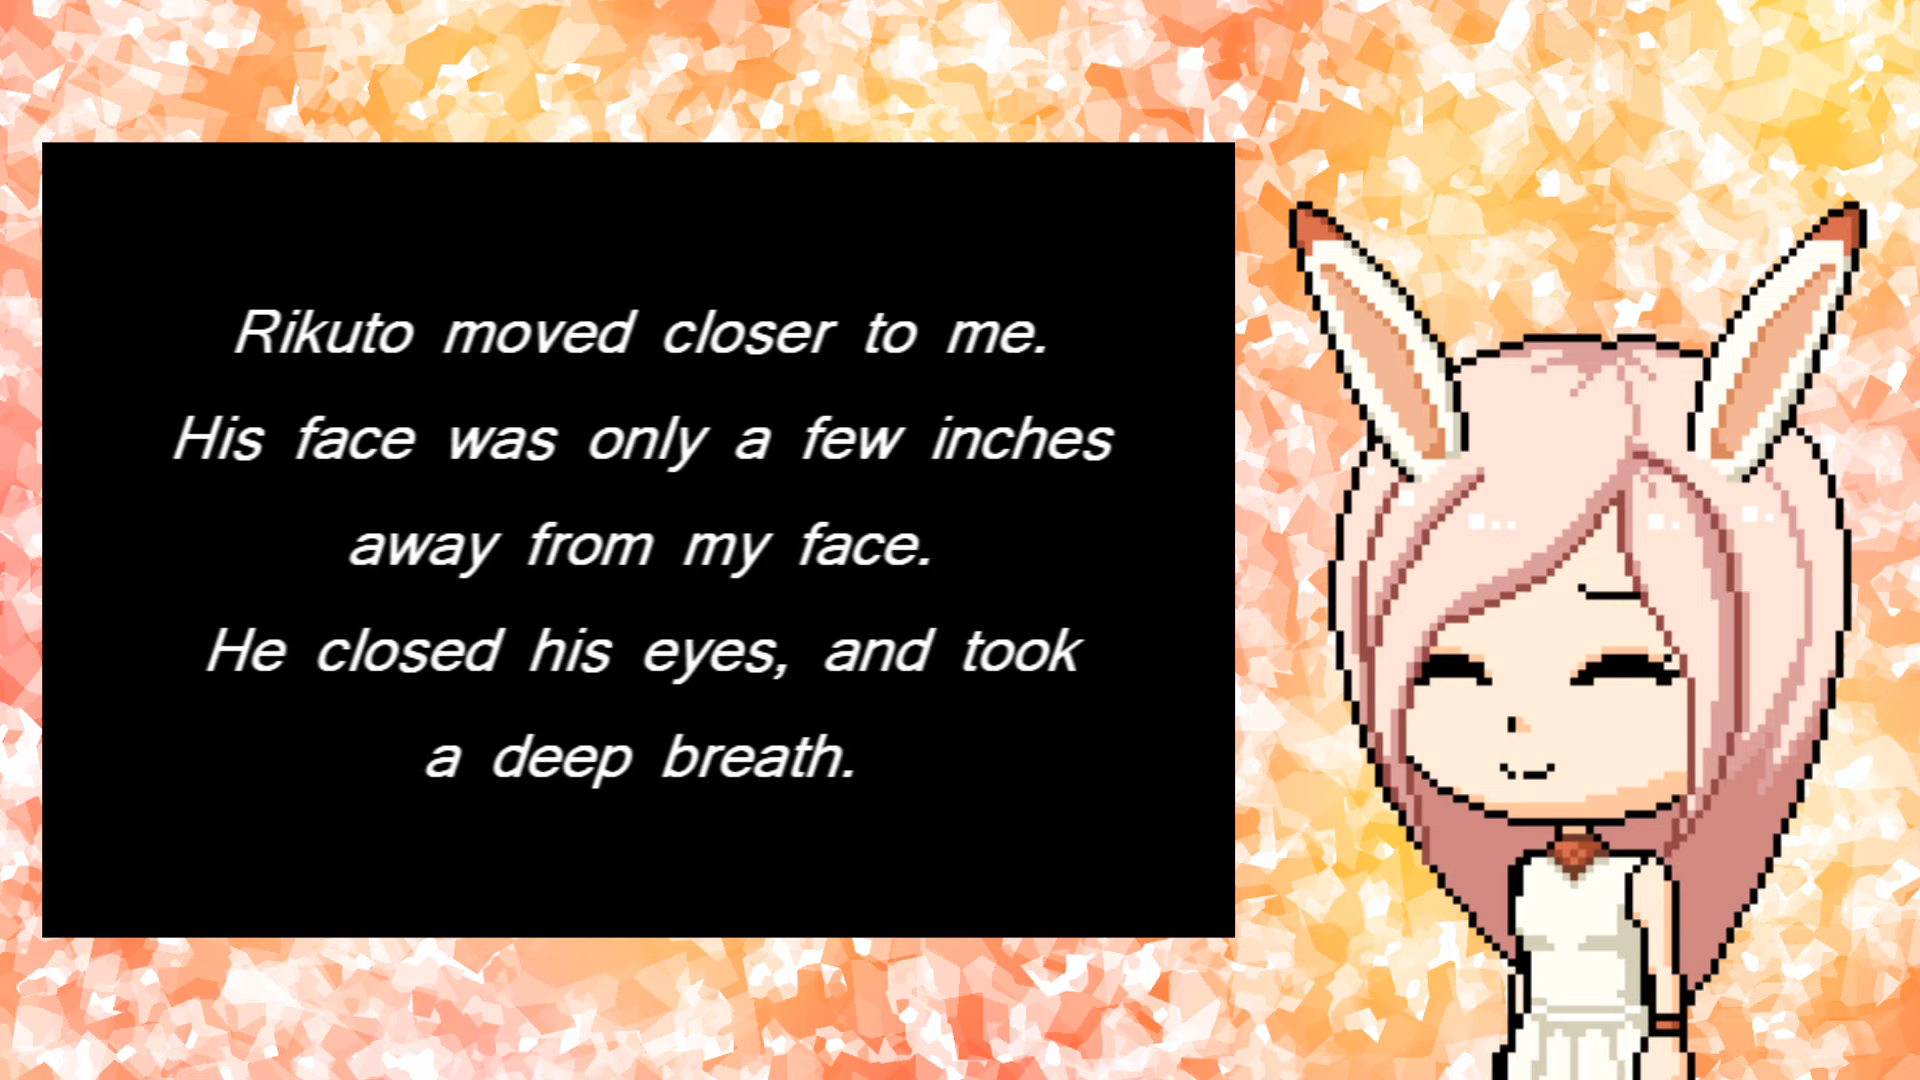 Rikuto moved closer to me.
His face was only a few inches
away from my face.
He closed his eyes, and took
a deep breath.